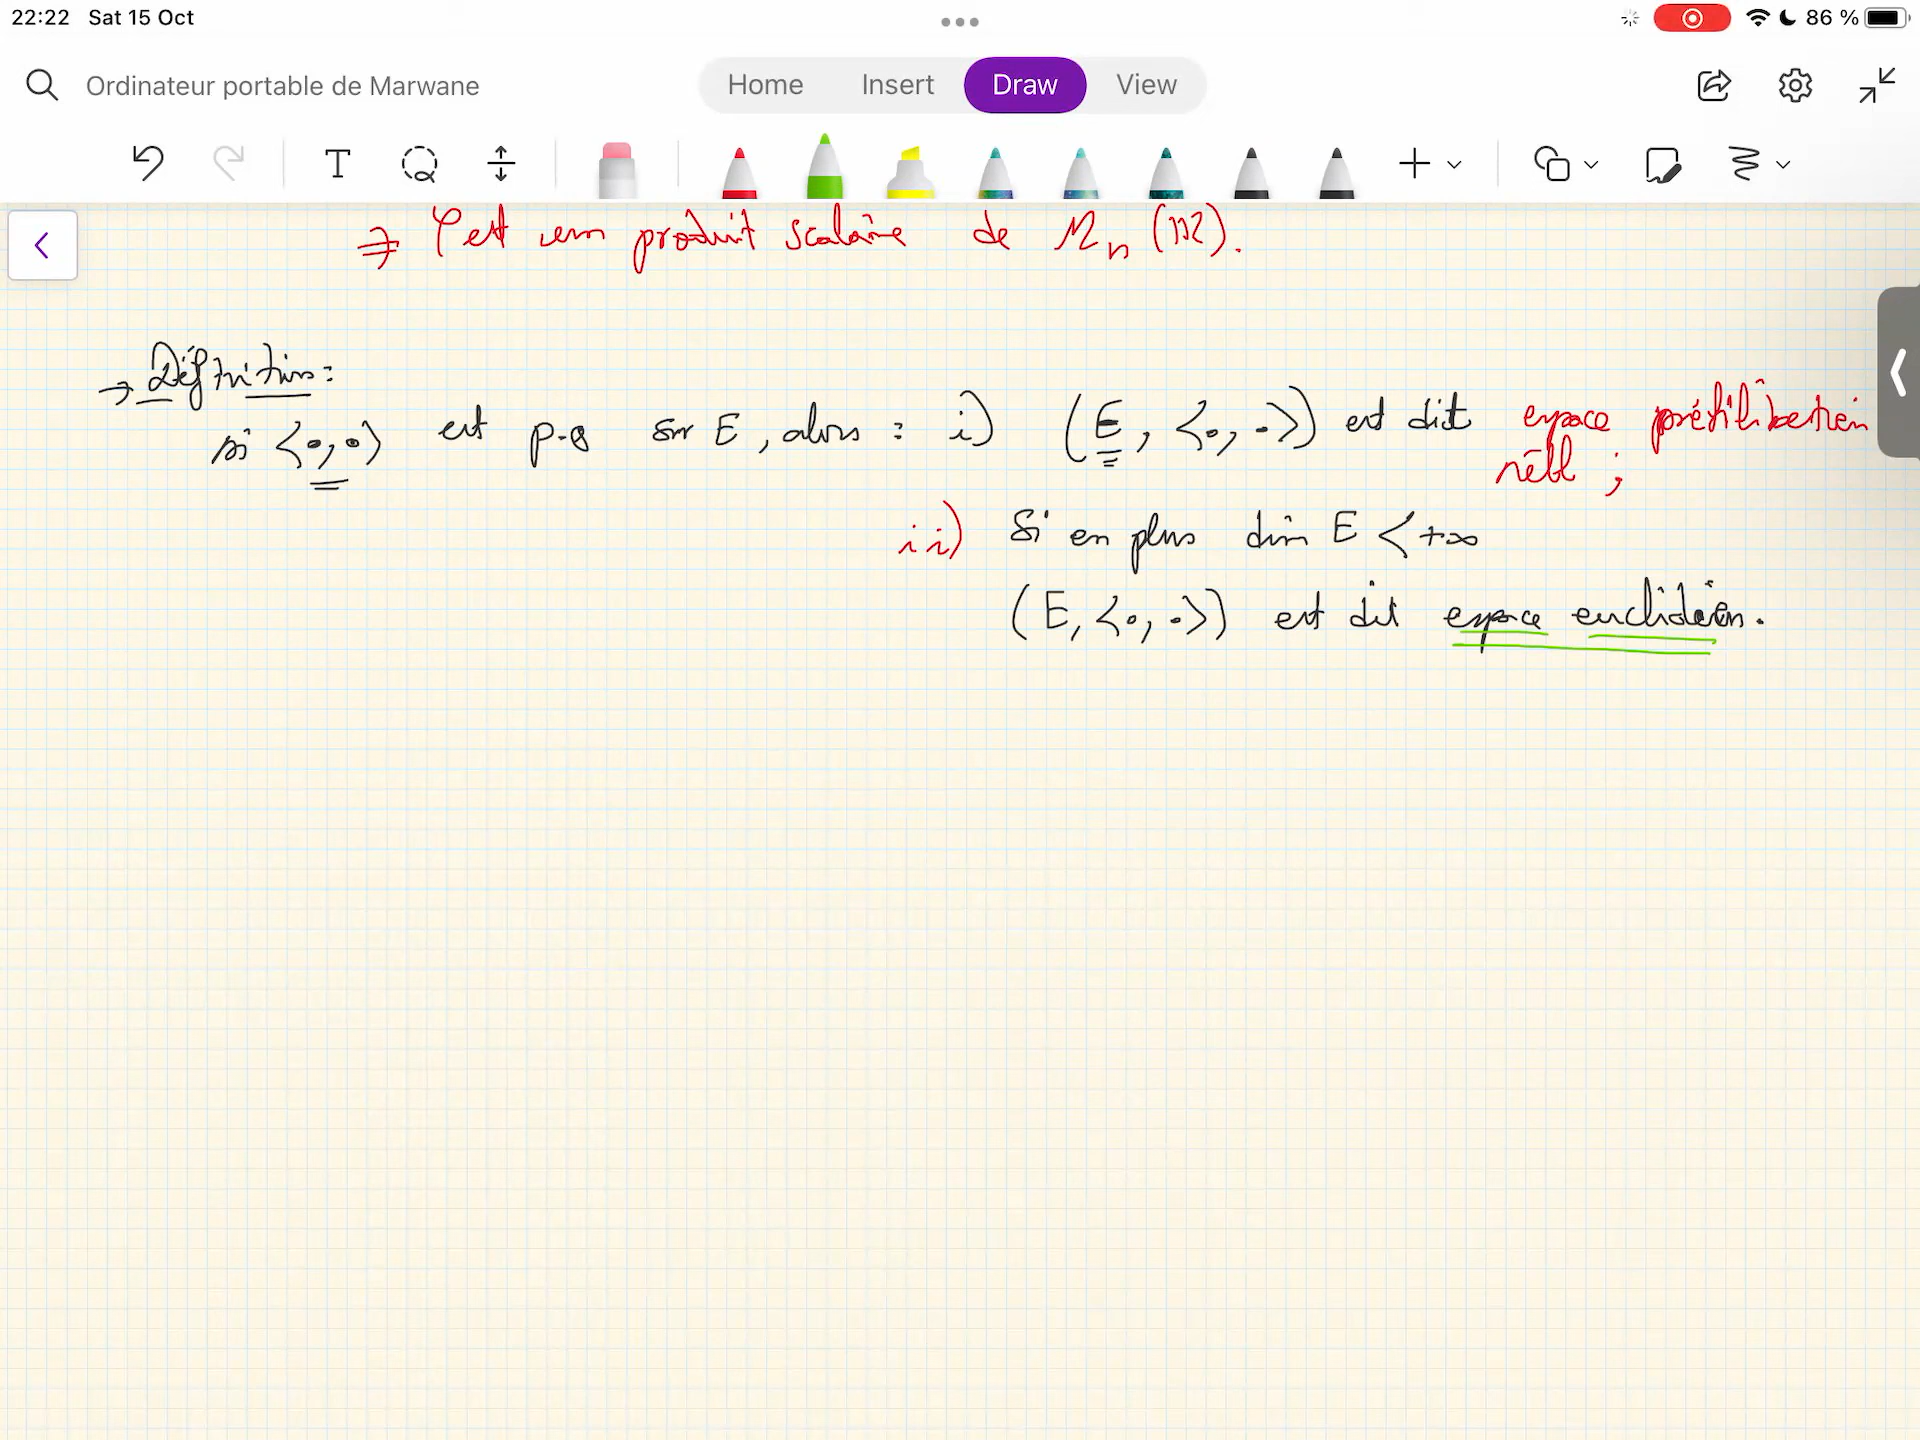 22:22 Sat 15 Oct 86 %
Ordinateur portable de Marwane Home Insert Draw View
T
⇒ φ est un produit scalaire de Mn (IR).
→ Définition:
si <∘,∘> est p.s sur E, alors : i) (E, <∘,∘>) est dit espace préhilbertien
réel ;
ii) Si en plus dim E < +∞
(E, <∘,∘>) est dit espace euclidien.